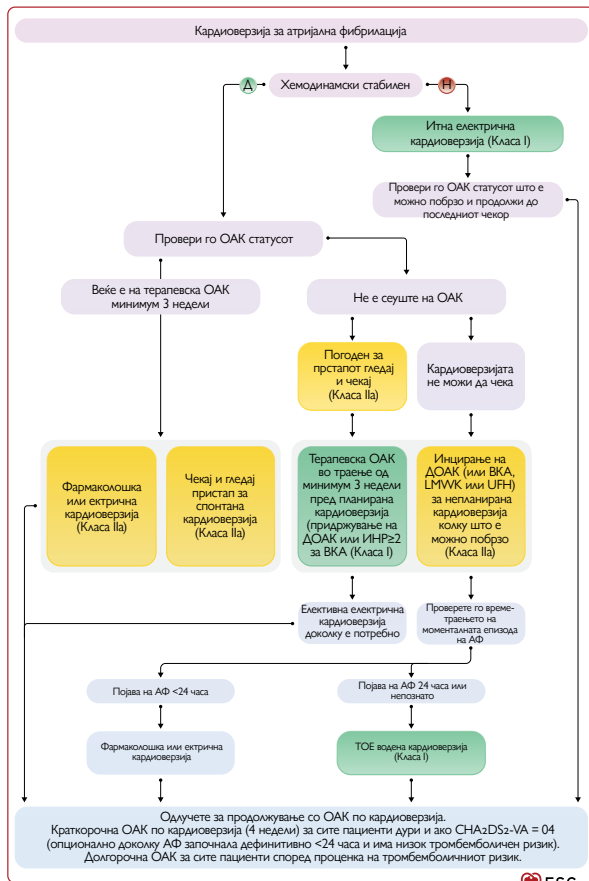 Кардиоверзија за атријална фибрилација
Д
Хемодинамски стабилен
Н
Итна електрична
кардиоверзија (Класа I)
Провери го ОАК статусот што е
можно побрзо и продолжи до
последниот чекор
Провери го ОАК статусот
Веќе е на терапевска ОАК
минимум 3 недели
Не е сеуште на ОАК
Погоден за
прстапот гледај
и чекај
(Класа IIa)
Кардиоверзијата
не можи да чека
Фармаколошка
или ектрична
кардиоверзија
(Класа IIa)
Чекај и гледај
пристап за
спонтана
кардиоверзија
(Класа IIa)
Терапевска ОАК
во траење од
минимум 3 недели
пред планирана
кардиоверзија
(придржување на
ДОАК или ИНР≥2
за ВКА (Класа I)
Инцирање на
ДОАК (или ВКА,
LMWK или UFH)
за непланирана
кардиоверзија
колку што е
можно побрзо
(Класа IIa)
Елективна електрична
кардиоверзија
доколку е потребно
Проверете го време-
траењето на
моменталната епизода
на АФ
Појава на АФ <24 часа
Појава на АФ 24 часа или
непознато
Фармаколошка или ектрична
кардиоверзија
ТОЕ водена кардиоверзија
(Класа I)
Одлучете за продолжување со ОАК по кардиоверзија.
Краткорочна ОАК по кардиоверзија (4 недели) за сите пациенти дури и ако CHA2DS2-VA = 04
(опционално доколку АФ започнала дефинитивно <24 часа и има низок тромбемболичен ризик).
Долгорочна ОАК за сите пациенти според проценка на тромбемболичниот ризик.
ESC